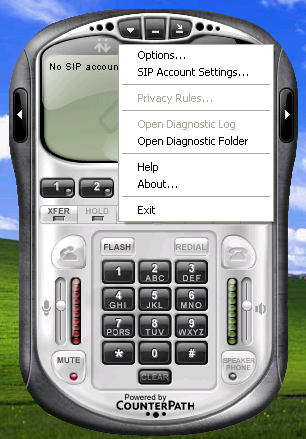 No SIP accoun
Options...
SIP Account Settings...
Privacy Rules...
Open Diagnostic Log
Open Diagnostic Folder
Help
About...
Exit
1 2
XFER HOLD
FLASH REDIAL
1 2 ABC 3 DEF
4 GHI 5 JKL 6 MNO
7 PQRS 8 TUV 9 WXYZ
* 0 #
MUTE
SPEAKER
PHONE
CLEAR
Powered by
COUNTERPATH